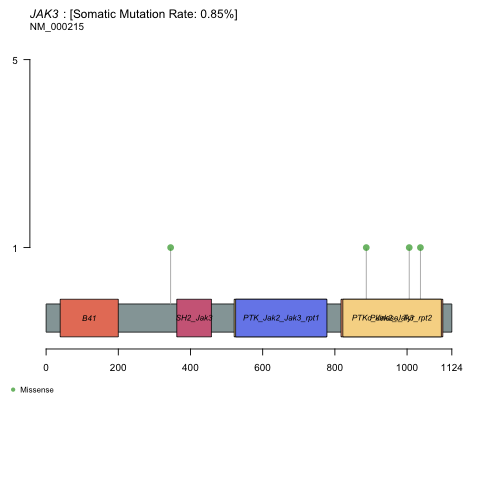 JAK3 : [Somatic Mutation Rate: 0.85%]
NM_000215
5
1
B41
SH2_Jak3
PTK_Jak2_Jak3_rpt1
0 200 400 600 800 1000 1124
Missense